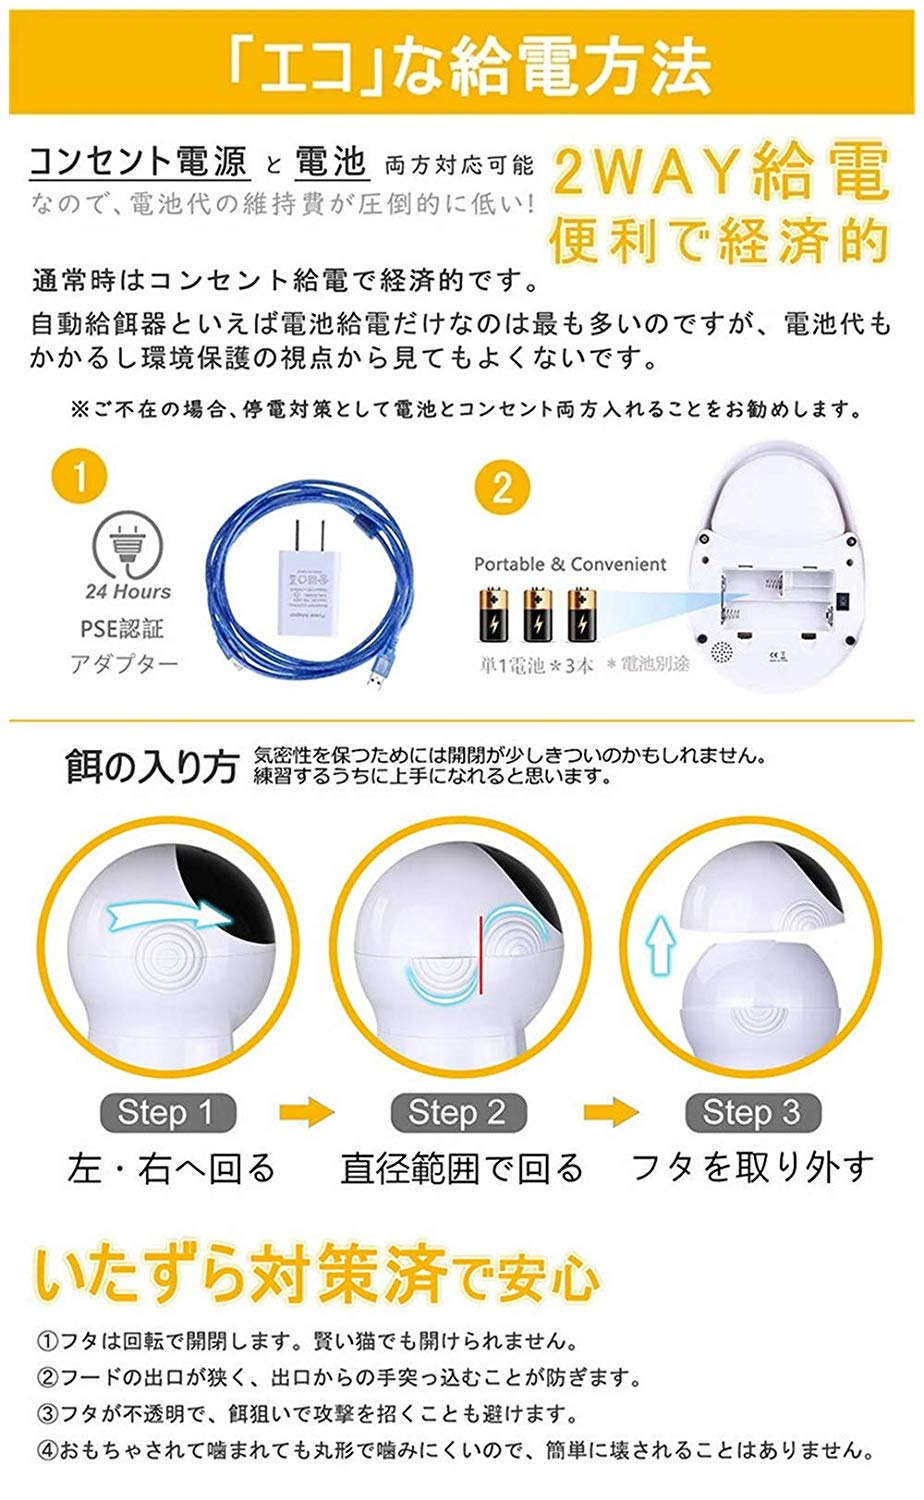 「エコ」な給電方法
コンセント電源 と 電池 両方対応可能
なので、電池代の維持費が圧倒的に低い!
2WAY給電
便利で経済的
通常時はコンセント給電で経済的です。
自動給餌器といえば電池給電だけなのは最も多いのですが、電池代も
かかるし環境保護の視点から見てもよくないです。
※ご不在の場合、停電対策として電池とコンセント両方入れることをお勧めします。
1
24 Hours
PSE認証
アダプター
2
Portable & Convenient
単1電池*3本 *電池別途
餌の入り方
気密性を保つためには開閉が少しきついのかもしれません。
練習するうちに上手になれると思います。
Step 1
左・右へ回る
Step 2
直径範囲で回る
Step 3
フタを取り外す
いたずら対策済で安心
①フタは回転で開閉します。賢い猫でも開けられません。
②フードの出口が狭く、出口からの手突っ込むことが防ぎます。
③フタが不透明で、餌狙いで攻撃を招くことも避けます。
④おもちゃされて噛まれても丸形で噛みにくいので、簡単に壊されることはありません。